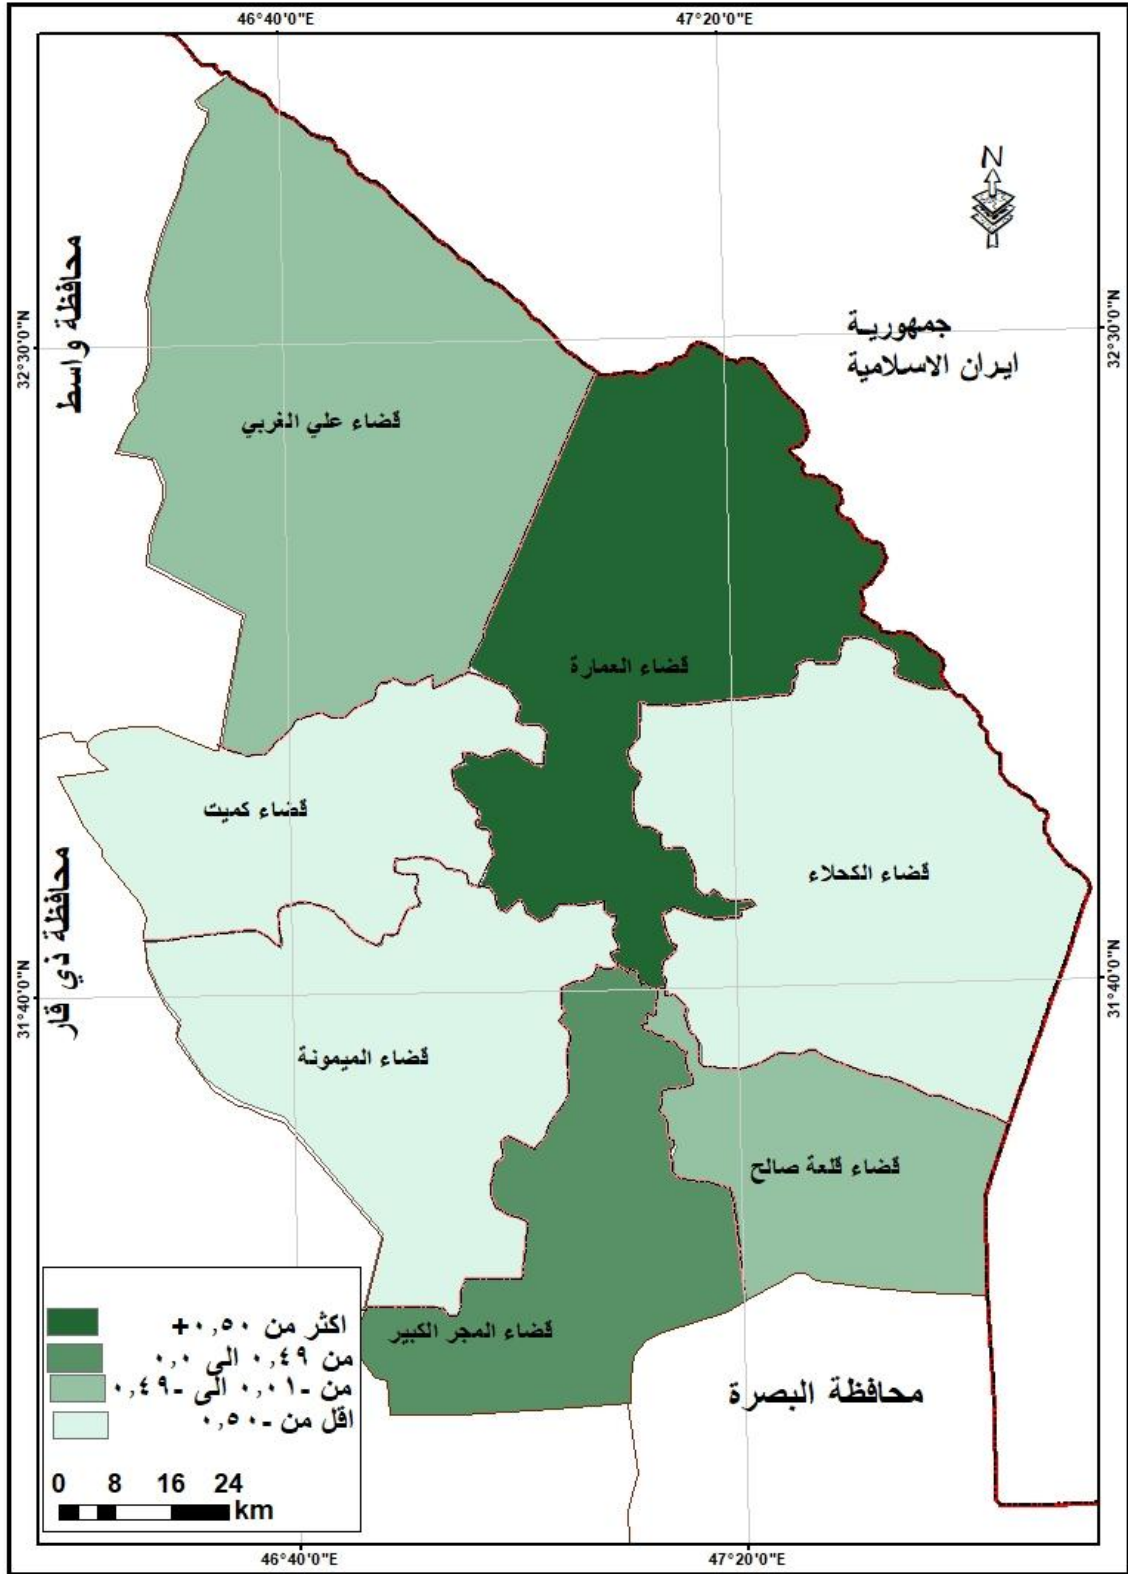 46°40'0"E
47°20'0"E
N
محافظة واسط
32°30'0"N
32°30'0"N
جمهورية
ايران الاسلامية
قضاء علي الغربي
قضاء العمارة
قضاء كميت
قضاء الكحلاء
محافظة ذي قار
31°40'0"N
31°40'0"N
قضاء الميمونة
قضاء قلعة صالح
قضاء المجر الكبير
محافظة البصرة
اكثر من ٠,٥٠+
من ٠,٤٩ الى ٠,٠
من -٠,٠١ الى -٠,٤٩
اقل من -٠,٥٠
0 8 16 24
km
46°40'0"E
47°20'0"E